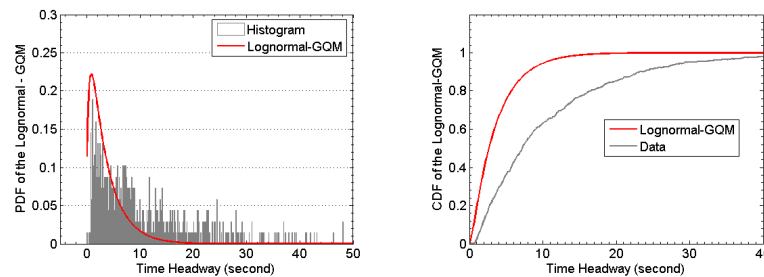 PDF of the Lognormal - GQM
0.3
0.25
0.2
0.15
0.1
0.05
0
0 10 20 30 40 50
Time Headway (second)
Histogram
Lognormal-GQM
CDF of the Lognormal-GQM
1
0.8
0.6
0.4
0.2
0
0 10 20 30 40
Time Headway (second)
Lognormal-GQM
Data